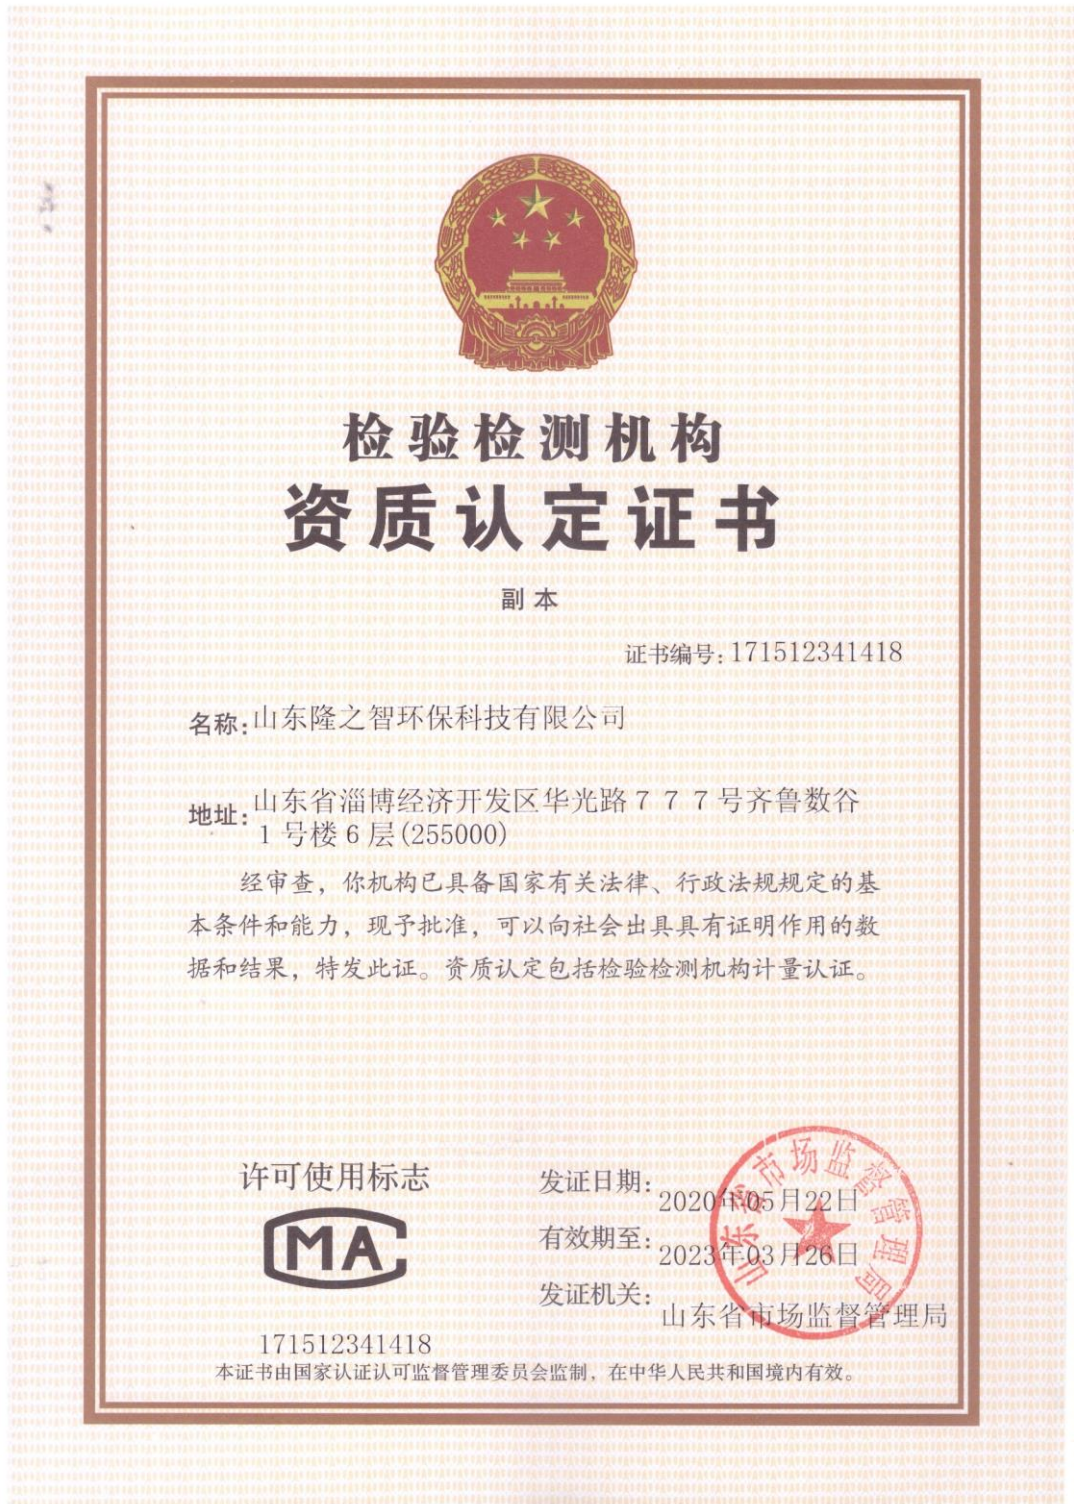 检验检测机构
资质认定证书
副本
证书编号:171512341418
名称:山东隆之智环保科技有限公司
地址:山东省淄博经济开发区华光路777号齐鲁数谷
1号楼6层(255000)
经审查，你机构已具备国家有关法律、行政法规规定的基
本条件和能力，现予批准，可以向社会出具具有证明作用的数
据和结果，特发此证。资质认定包括检验检测机构计量认证。
许可使用标志
MA
171512341418
发证日期:2020年05月22日
有效期至:2023年03月26日
发证机关:山东省市场监督管理局
山东省市场监督管理局
本证书由国家认证认可监督管理委员会监制，在中华人民共和国境内有效。